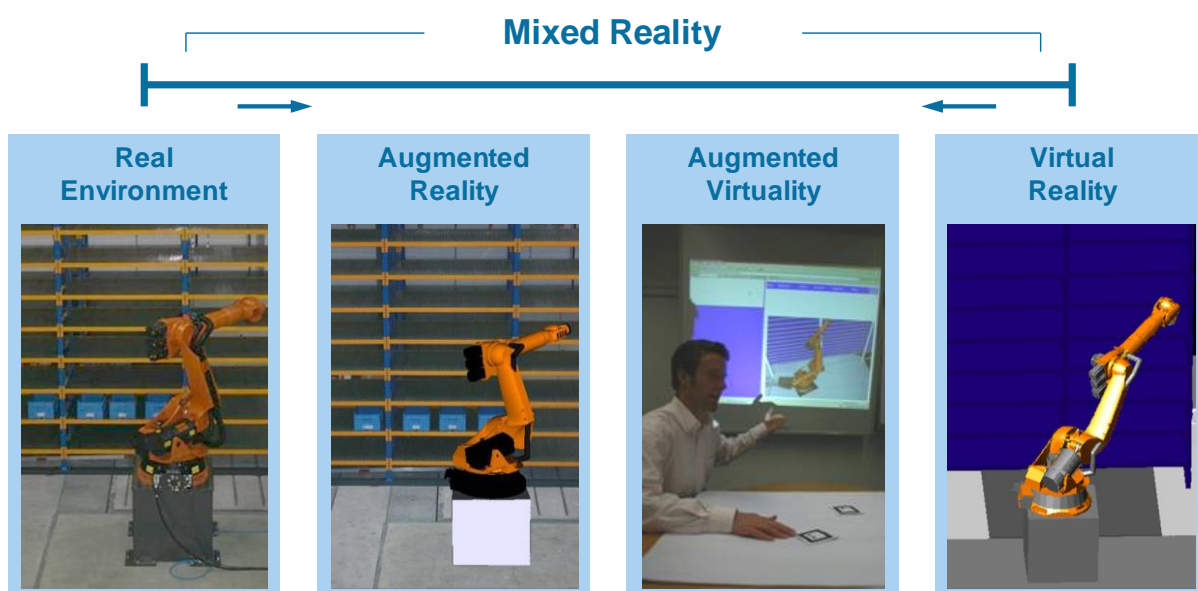 Mixed Reality
Real
Environment
Augmented
Reality
Augmented
Virtuality
Virtual
Reality